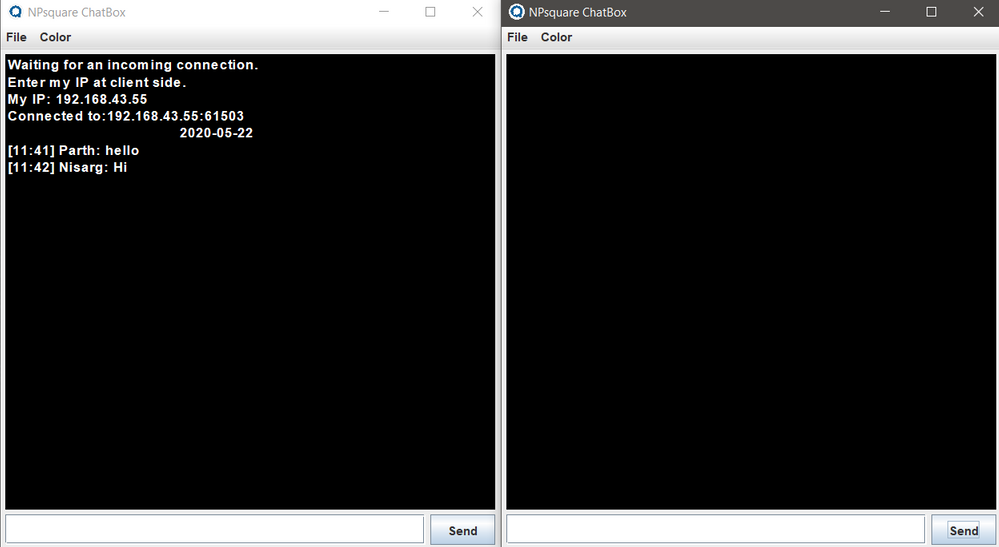 NPsquare ChatBox
File Color
Waiting for an incoming connection.
Enter my IP at client side.
My IP: 192.168.43.55
Connected to:192.168.43.55:61503
2020-05-22
[11:41] Parth: hello
[11:42] Nisarg: Hi
Send
NPsquare ChatBox
File Color
Send